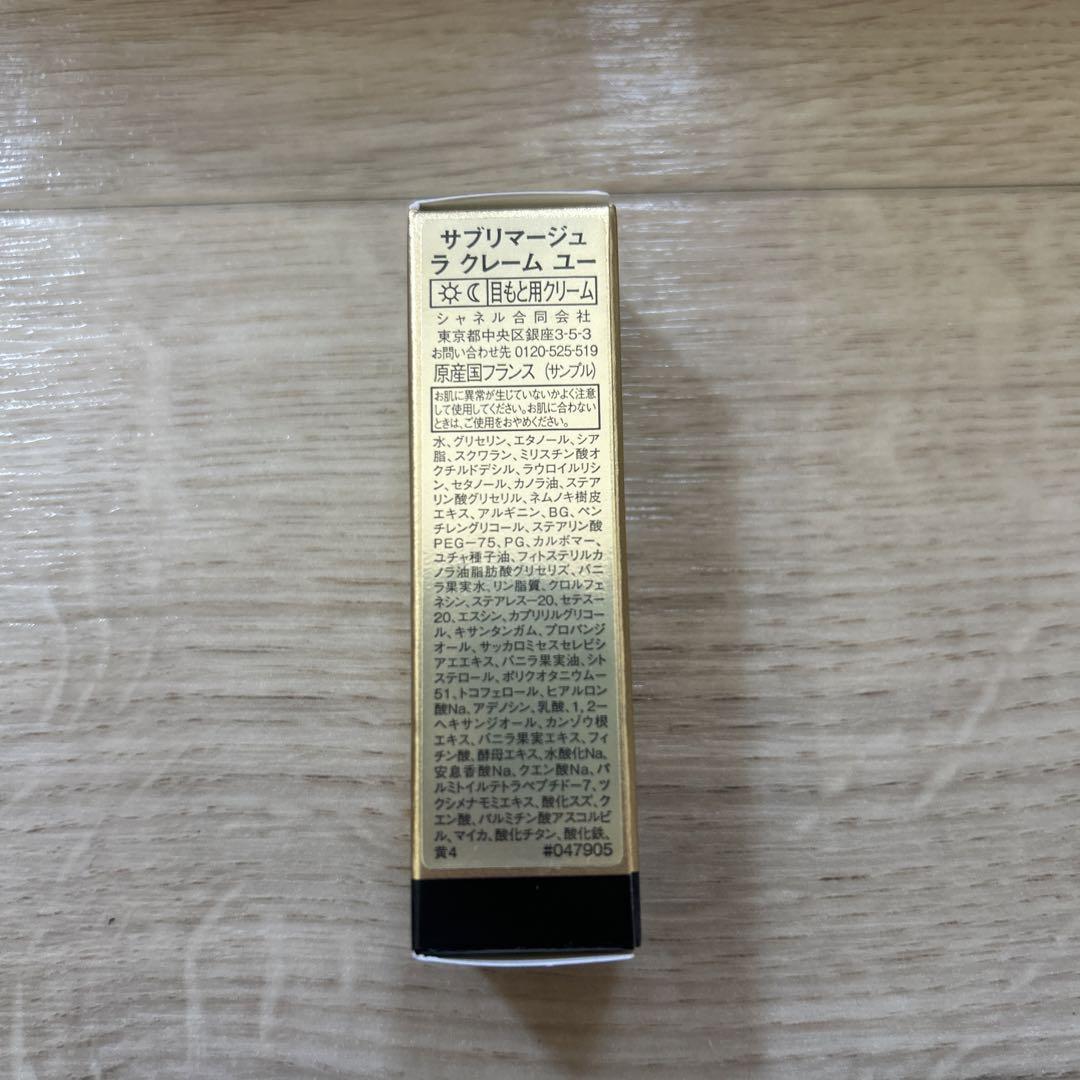 サブリマージュ
ラ クレーム ユー
目もと用クリーム
シャネル合同会社
東京都中央区銀座3-5-3
お問い合わせ先 0120-525-519
原産国フランス (サンプル)
お肌に異常が生じていないかよく注意
して使用してください。お肌に合わない
ときは、ご使用をおやめください。
水、グリセリン、エタノール、シア
脂、スクワラン、ミリスチン酸オ
クチルドデシル、ラウロイルリシ
ン、セタノール、カノラ油、ステア
リン酸グリセリル、ネムノキ樹皮
エキス、アルギニン、BG、ペン
チレングリコール、ステアリン酸
PEG-75、PG、カルボマー、
ユチャ種子油、フィトステリルカ
ノラ油脂肪酸グリセリズ、バニ
ラ果実水、リン脂質、クロルフェ
ネシン、ステアレス-20、セテス-
20、エスシン、カプリリルグリコー
ル、キサンタンガム、プロパンジ
オール、サッカロミセスセレビシ
アエエキス、バニラ果実油、シト
ステロール、ポリクオタニウム-
51、トコフェロール、ヒアルロン
酸Na、アデノシン、乳酸、1,2-
ヘキサンジオール、カンゾウ根
エキス、バニラ果実エキス、フィ
チン酸、酵母エキス、水酸化Na、
安息香酸Na、クエン酸Na、パ
ルミトイルテトラペプチド-7、ツ
クシメナモミエキス、酸化スズ、ク
エン酸、パルミチン酸アスコルビ
ル、マイカ、酸化チタン、酸化鉄、
黄4 #047905